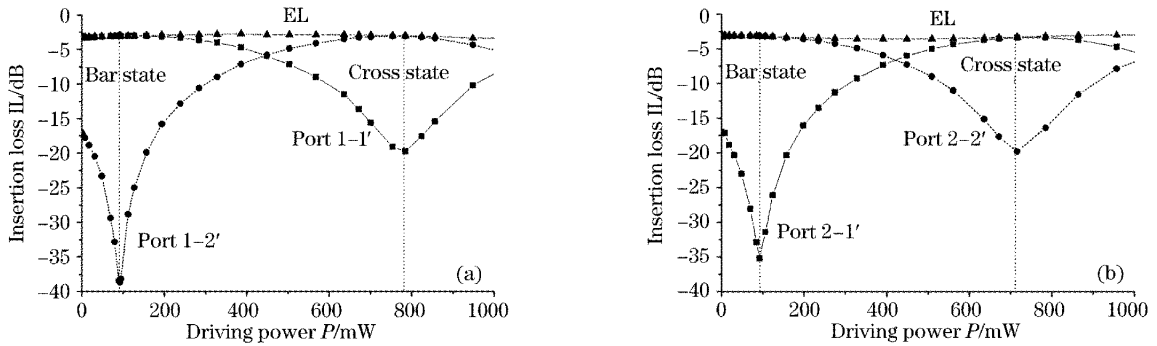 EL
0
−5
−10
−15
−20
−25
−30
−35
−40
Insertion loss IL/dB
Bar state
Cross state
Port 1−1′
Port 1−2′
(a)
0 200 400 600 800 1000
Driving power P/mW
EL
0
−5
−10
−15
−20
−25
−30
−35
−40
Insertion loss IL/dB
Bar state
Cross state
Port 2−2′
Port 2−1′
(b)
0 200 400 600 800 1000
Driving power P/mW